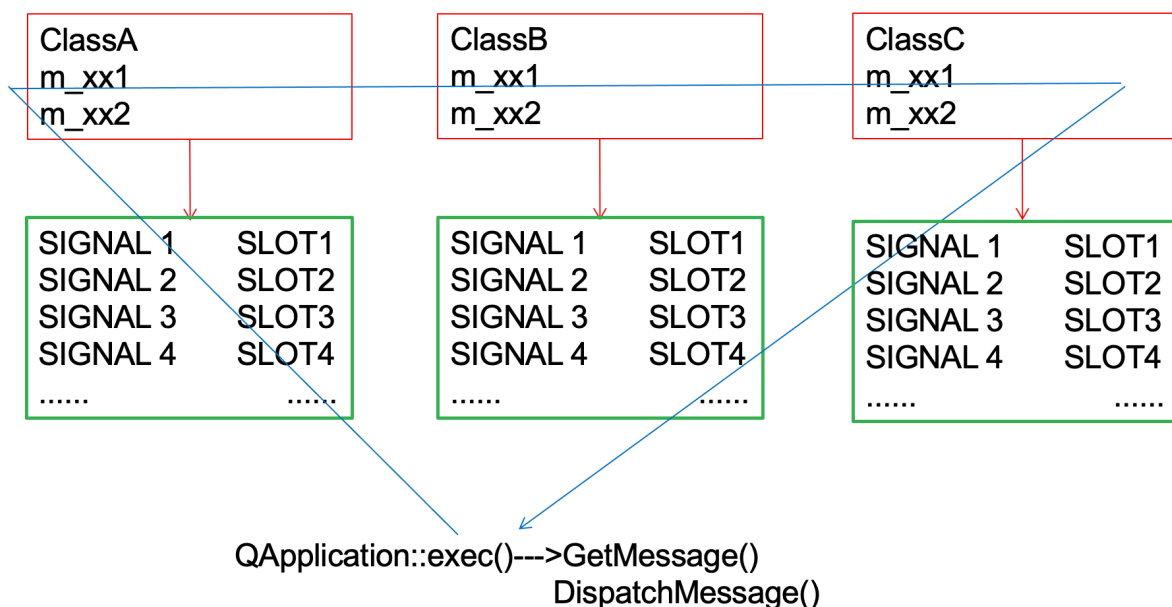 ClassA
m_xx1
m_xx2
ClassB
m_xx1
m_xx2
ClassC
m_xx1
m_xx2
SIGNAL 1 SLOT1
SIGNAL 2 SLOT2
SIGNAL 3 SLOT3
SIGNAL 4 SLOT4
...... ......
SIGNAL 1 SLOT1
SIGNAL 2 SLOT2
SIGNAL 3 SLOT3
SIGNAL 4 SLOT4
...... ......
SIGNAL 1 SLOT1
SIGNAL 2 SLOT2
SIGNAL 3 SLOT3
SIGNAL 4 SLOT4
...... ......
QApplication::exec()--->GetMessage()
DispatchMessage()